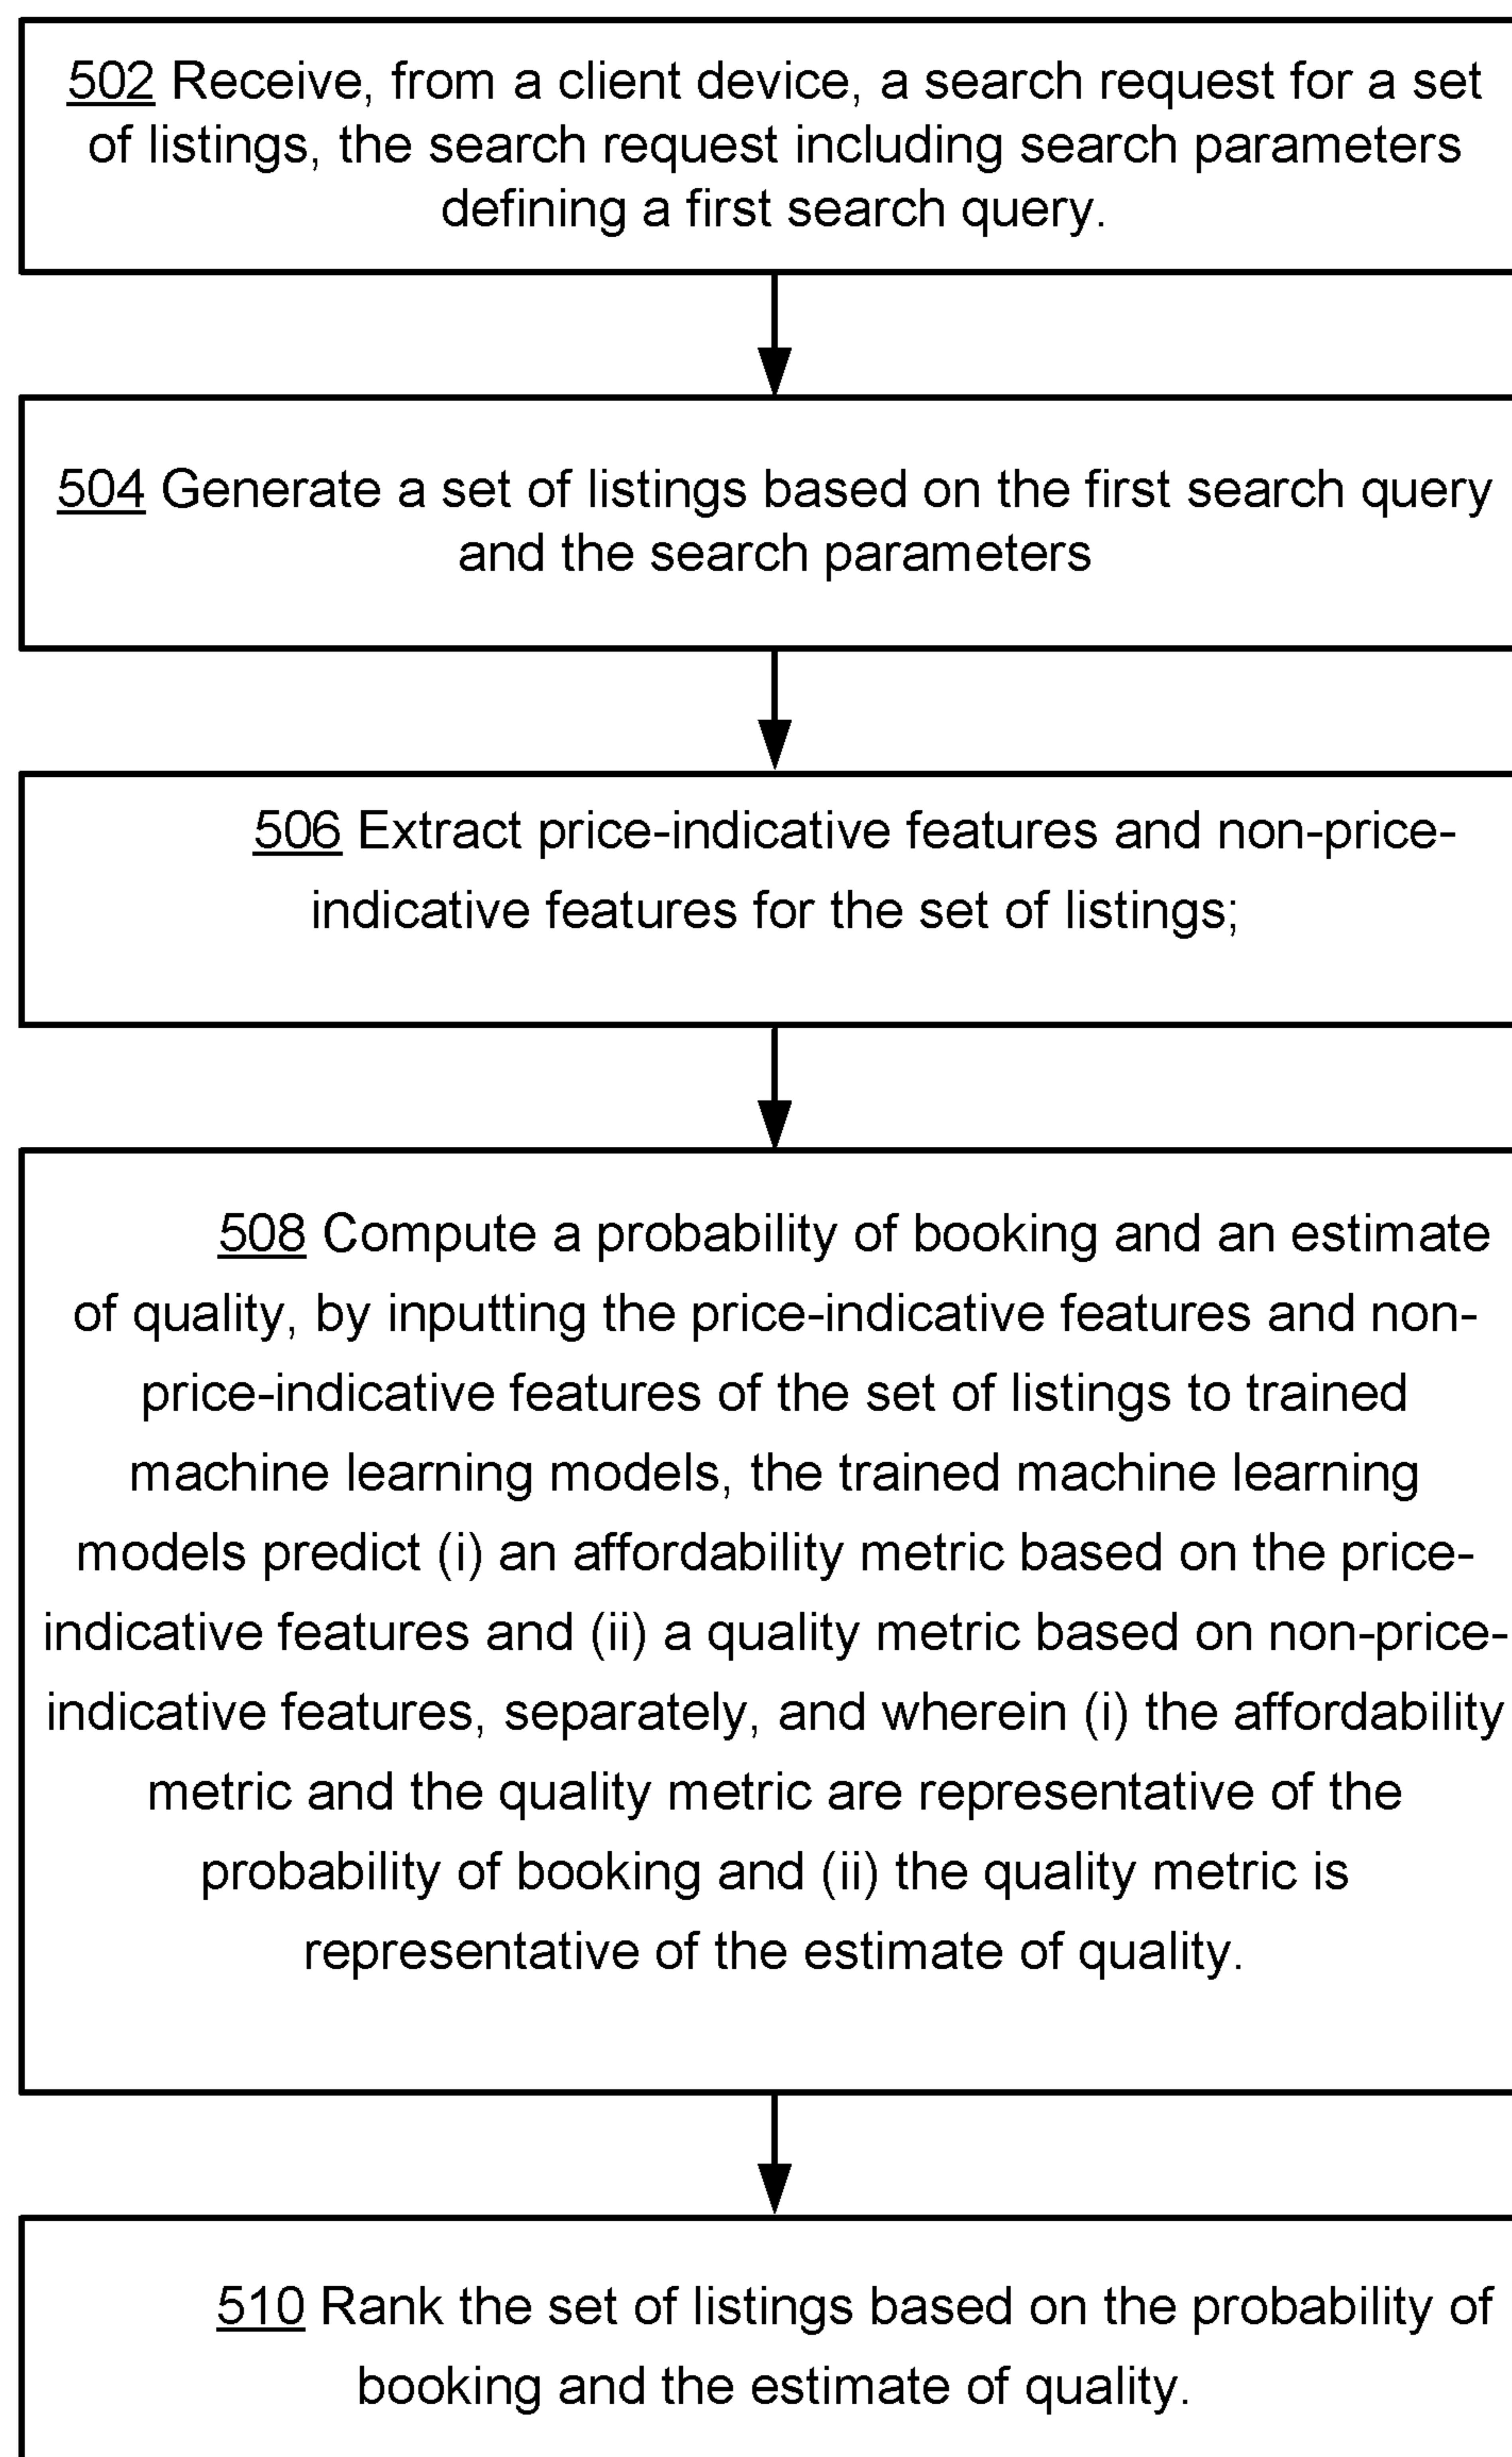 502 Receive, from a client device, a search request for a set
of listings, the search request including search parameters
defining a first search query.
504 Generate a set of listings based on the first search query
and the search parameters
506 Extract price-indicative features and non-price-
indicative features for the set of listings;
508 Compute a probability of booking and an estimate
of quality, by inputting the price-indicative features and non-
price-indicative features of the set of listings to trained
machine learning models, the trained machine learning
models predict (i) an affordability metric based on the price-
indicative features and (ii) a quality metric based on non-price-
indicative features, separately, and wherein (i) the affordability
metric and the quality metric are representative of the
probability of booking and (ii) the quality metric is
representative of the estimate of quality.
510 Rank the set of listings based on the probability of
booking and the estimate of quality.